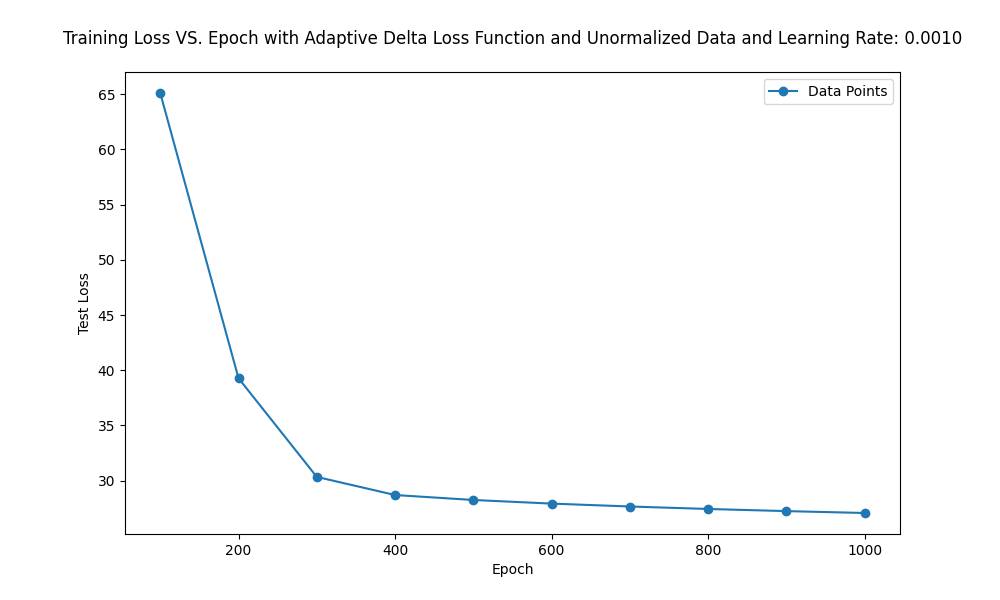 Training Loss VS. Epoch with Adaptive Delta Loss Function and Unormalized Data and Learning Rate: 0.0010
Data Points
65
60
55
50
45
40
35
30
Test Loss
200 400 600 800 1000
Epoch